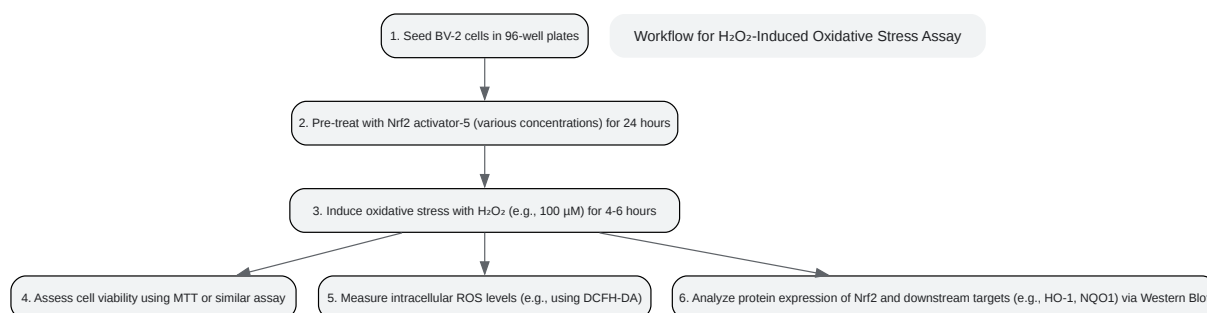 1. Seed BV-2 cells in 96-well plates
Workflow for H₂O₂-Induced Oxidative Stress Assay
2. Pre-treat with Nrf2 activator-5 (various concentrations) for 24 hours
3. Induce oxidative stress with H₂O₂ (e.g., 100 µM) for 4-6 hours
4. Assess cell viability using MTT or similar assay
5. Measure intracellular ROS levels (e.g., using DCFH-DA)
6. Analyze protein expression of Nrf2 and downstream targets (e.g., HO-1, NQO1) via Western Blot